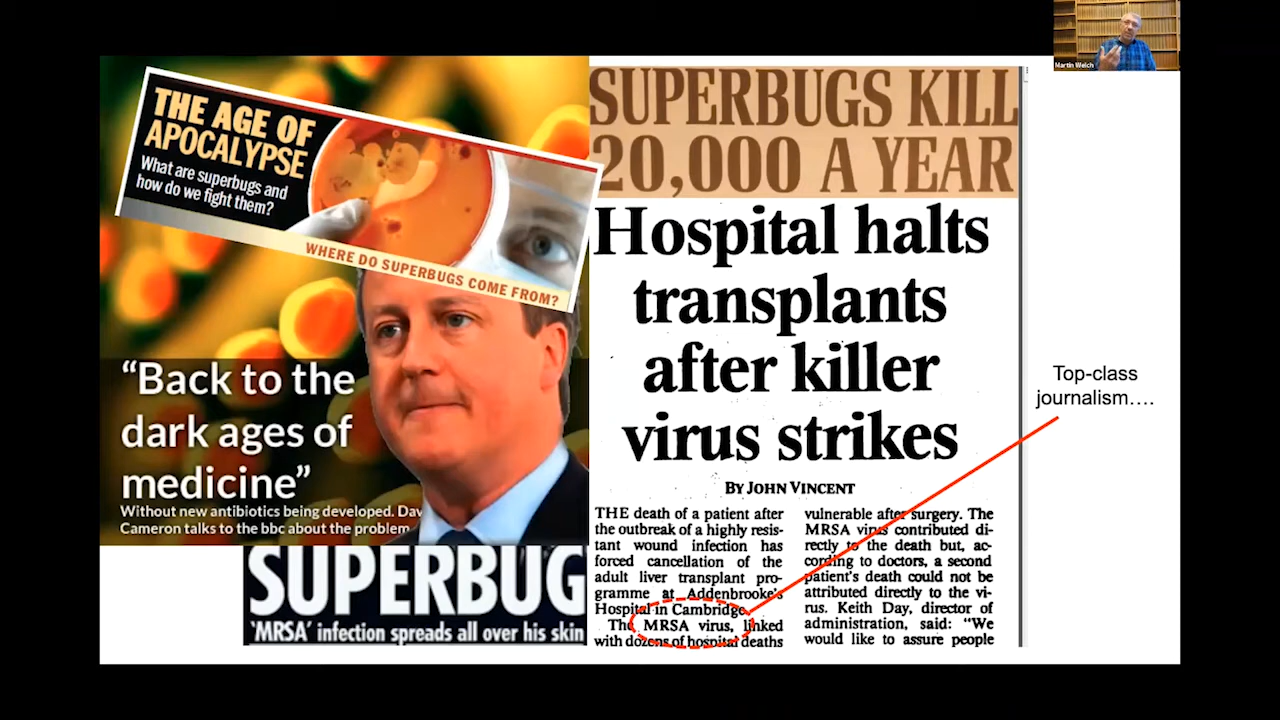 Martin Welch
THE AGE OF
APOCALYPSE
What are superbugs and
how do we fight them?
WHERE DO SUPERBUGS COME FROM?
“Back to the
dark ages of
medicine”
Without new antibiotics being developed. Dav
Cameron talks to the bbc about the problem
SUPERBUG
‘MRSA’ infection spreads all over his skin
SUPERBUGS KILL
20,000 A YEAR
Hospital halts
transplants
after killer
virus strikes
BY JOHN VINCENT
THE death of a patient after
the outbreak of a highly resis-
tant wound infection has
forced cancellation of the
adult liver transplant pro-
gramme at Addenbrooke's
Hospital in Cambridge.
The MRSA virus, linked
with dozens of hospital deaths
vulnerable after surgery. The
MRSA virus contributed di-
rectly to the death but, ac-
cording to doctors, a second
patient's death could not be
attributed directly to the vi-
rus. Keith Day, director of
administration, said: “We
would like to assure people
Top-class
journalism….